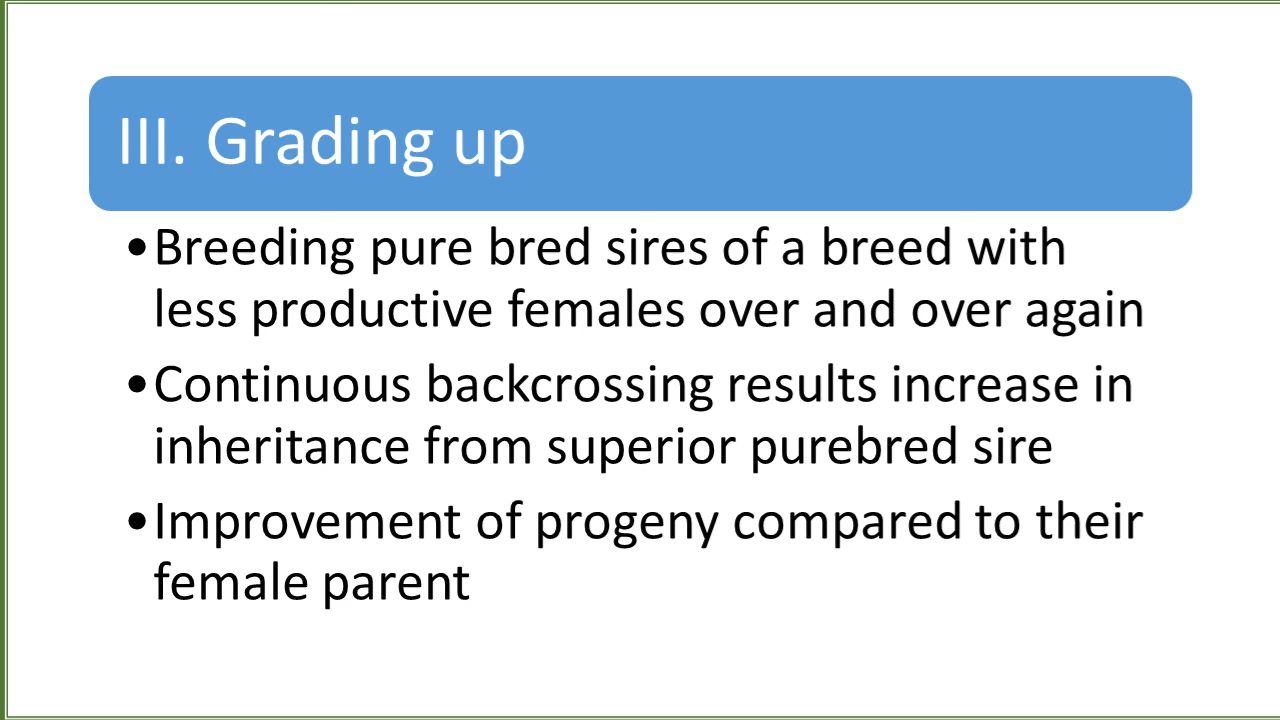 III. Grading up
•Breeding pure bred sires of a breed with
less productive females over and over again
•Continuous backcrossing results increase in
inheritance from superior purebred sire
•Improvement of progeny compared to their
female parent